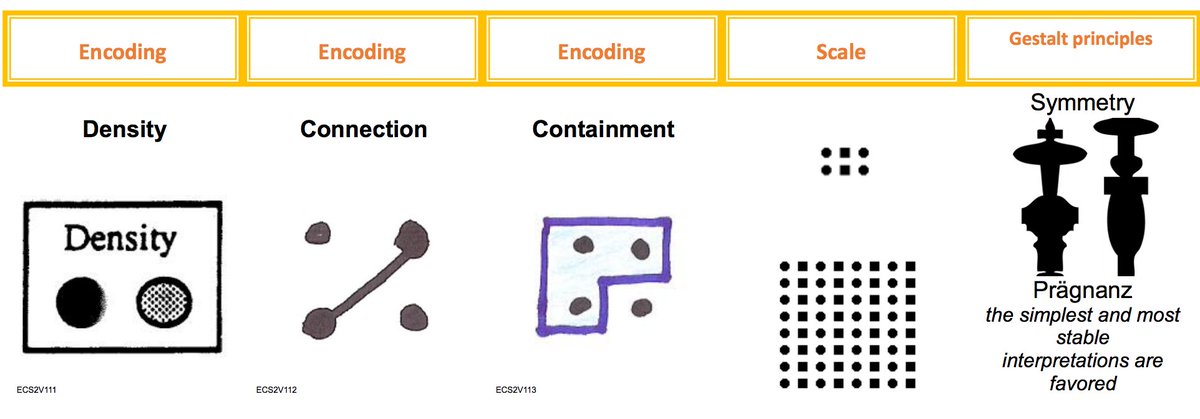 Encoding
Encoding
Encoding
Scale
Gestalt principles
Density
Connection
Containment
Symmetry
Density
Prägnanz
the simplest and most
stable
interpretations are
favored
ECS2V111
ECS2V112
ECS2V113